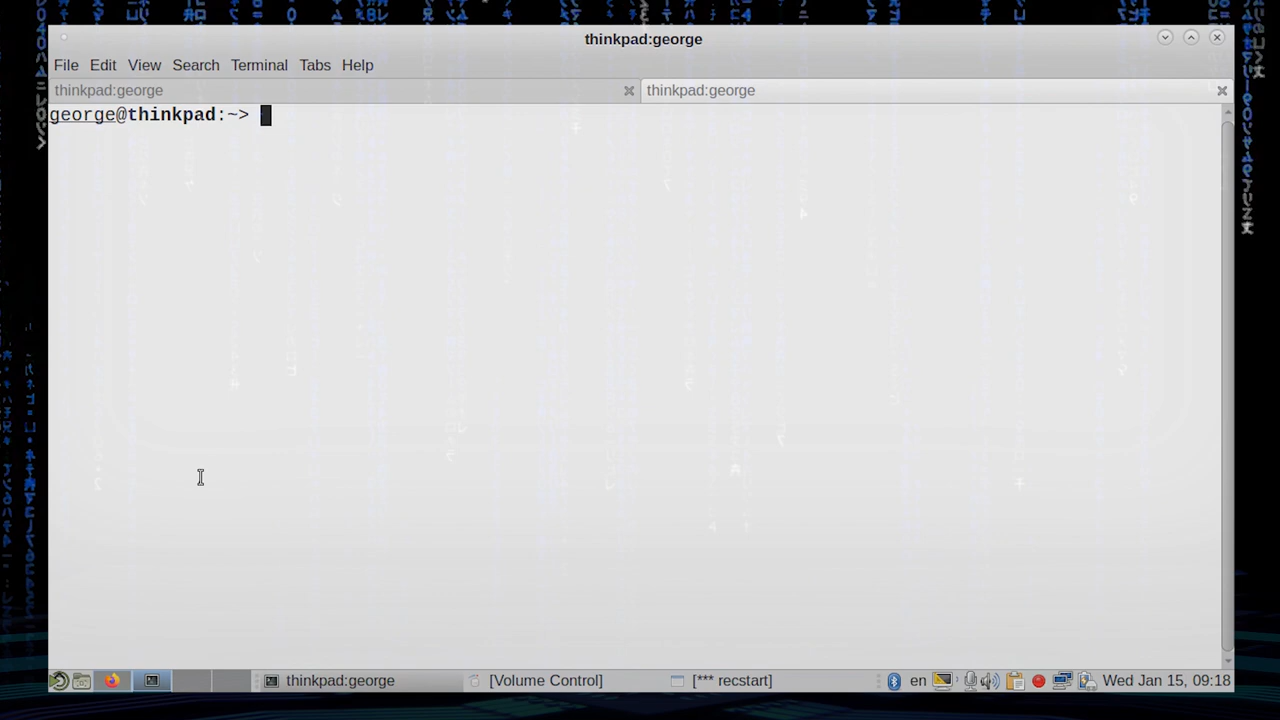 thinkpad:george
File Edit View Search Terminal Tabs Help
thinkpad:george thinkpad:george
george@thinkpad:~>
thinkpad:george [Volume Control] [*** recstart] en Wed Jan 15, 09:18